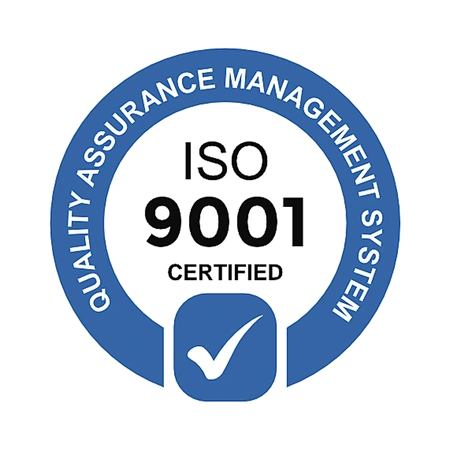 QUALITY ASSURANCE MANAGEMENT SYSTEM
ISO
9001
CERTIFIED